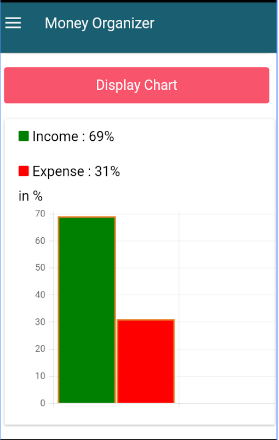 Money Organizer
Display Chart
Income : 69%
Expense : 31%
in %
70
60
50
40
30
20
10
0